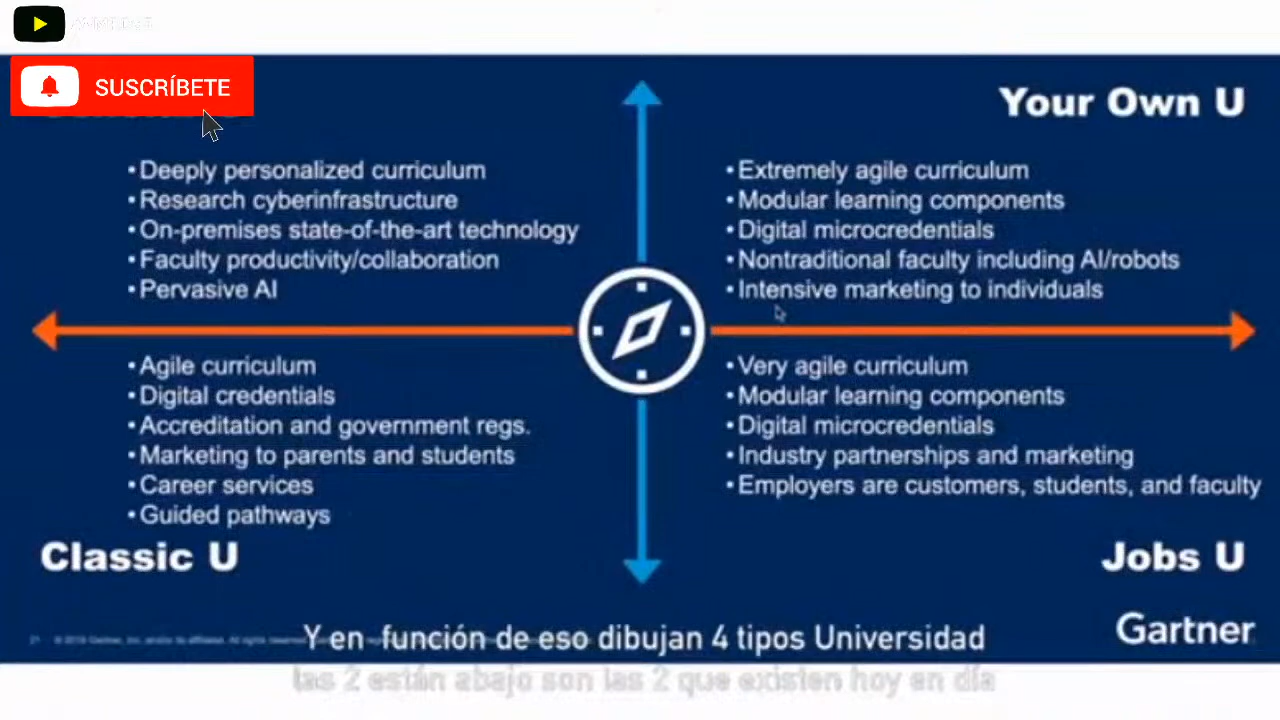 SUSCRÍBETE
Your Own U
• Deeply personalized curriculum
• Research cyberinfrastructure
• On-premises state-of-the-art technology
• Faculty productivity/collaboration
• Pervasive AI
• Extremely agile curriculum
• Modular learning components
• Digital microcredentials
• Nontraditional faculty including AI/robots
• Intensive marketing to individuals
• Agile curriculum
• Digital credentials
• Accreditation and government regs.
• Marketing to parents and students
• Career services
• Guided pathways
Classic U
• Very agile curriculum
• Modular learning components
• Digital microcredentials
• Industry partnerships and marketing
• Employers are customers, students, and faculty
Jobs U
Gartner
Y en función de eso dibujan 4 tipos Universidad
las 2 están abajo son las 2 que existen hoy en día